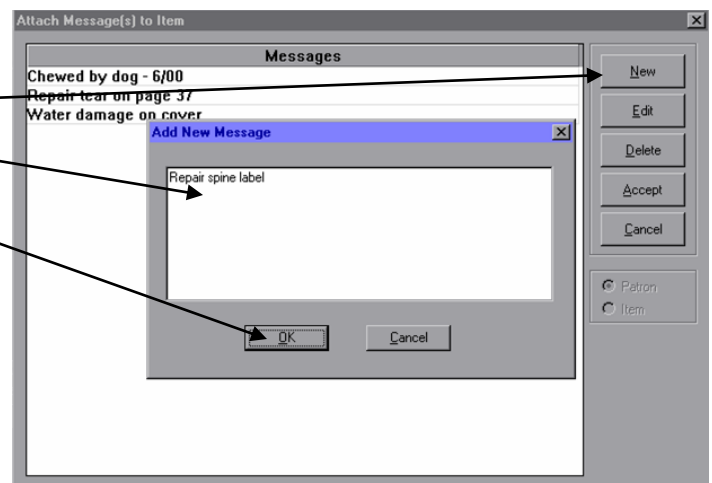 Attach Message(s) to Item
Messages
Chewed by dog - 6/00
Repair tear on page 37
Water damage on cover
Add New Message
Repair spine label
OK
Cancel
New
Edit
Delete
Accept
Cancel
Patron
Item